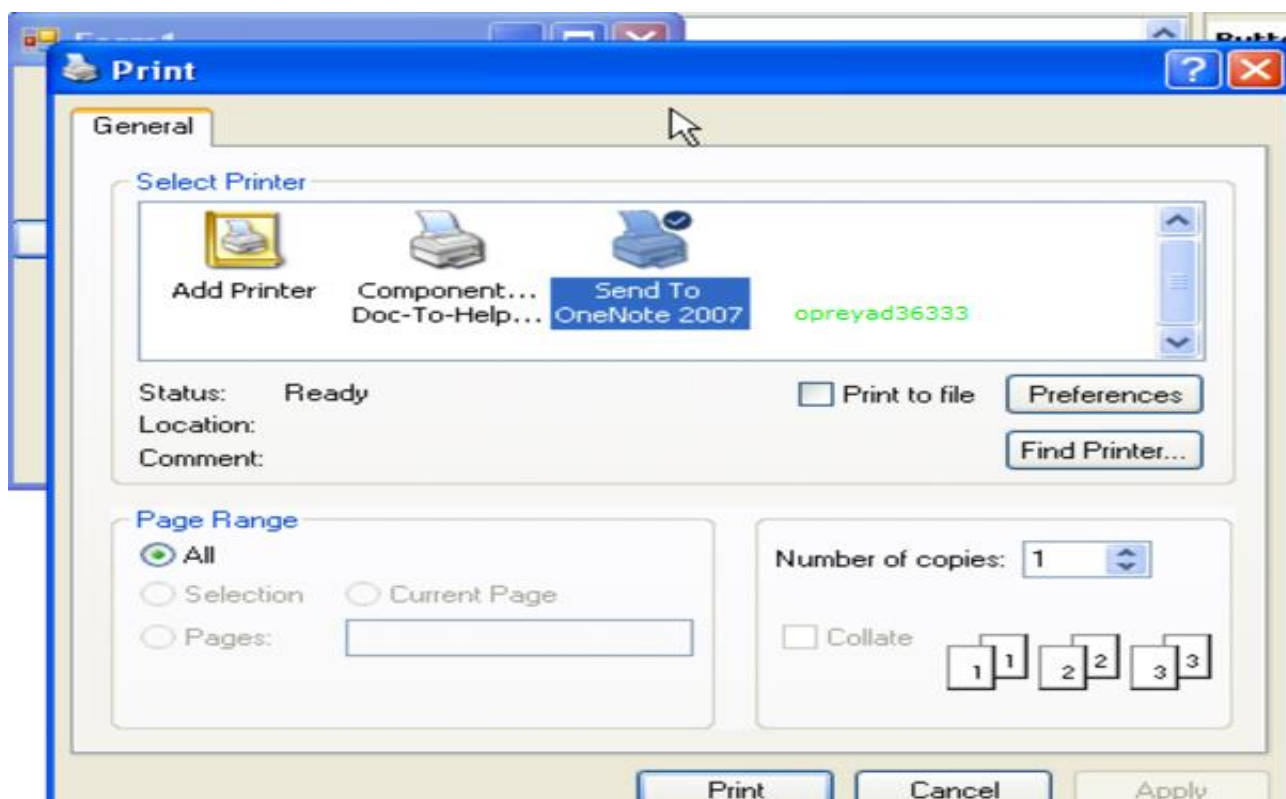 Form1
Print
General
Select Printer
Add Printer
Component...
Doc-To-Help...
Send To
OneNote 2007
opreyad36333
Status: Ready
Location:
Comment:
Print to file
Preferences
Find Printer...
Page Range
All
Selection
Current Page
Pages:
Number of copies: 1
Collate
1 1 2 2 3 3
Print
Cancel
Apply